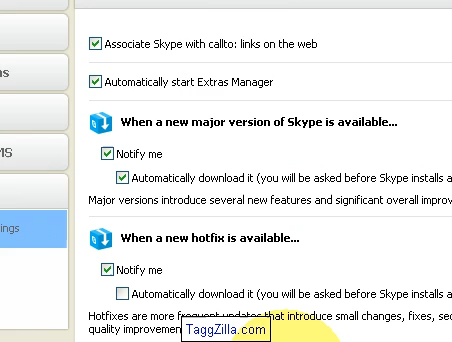 Associate Skype with callto: links on the web
Automatically start Extras Manager
When a new major version of Skype is available...
Notify me
MS
Automatically download it (you will be asked before Skype installs a
Major versions introduce several new features and significant overall improv
ings
When a new hotfix is available...
Notify me
Automatically download it (you will be asked before Skype installs a
Hotfixes are more frequent updates that introduce small changes, fixes, sec
quality improvemen
TaggZilla.com